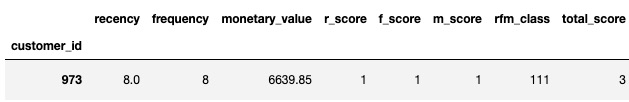 recency frequency monetary_value r_score f_score m_score rfm_class total_score
customer_id
973 8.0 8 6639.85 1 1 1 111 3